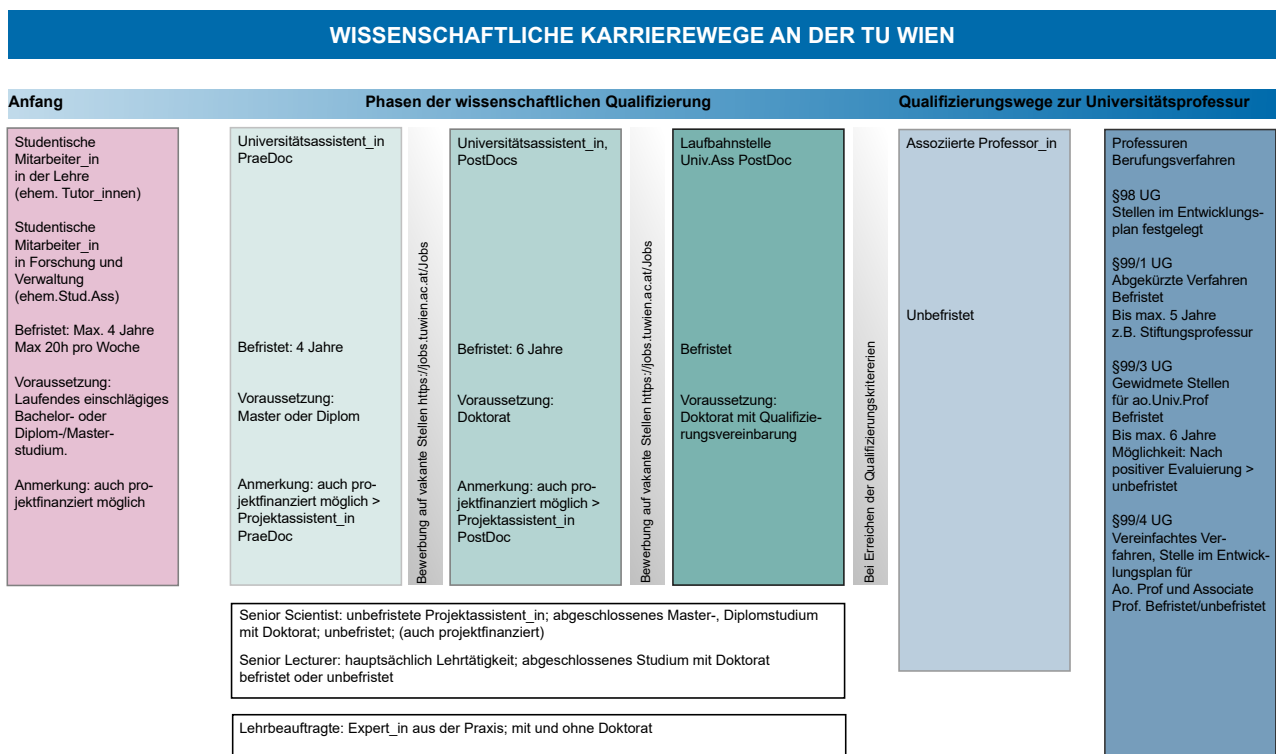 WISSENSCHAFTLICHE KARRIEREWEGE AN DER TU WIEN
Anfang
Phasen der wissenschaftlichen Qualifizierung
Qualifizierungswege zur Universitätsprofessur
Studentische
Mitarbeiter_in
in der Lehre
(ehem. Tutor_innen)
Studentische
Mitarbeiter_in
in Forschung und
Verwaltung
(ehem.Stud.Ass)
Befristet: Max. 4 Jahre
Max 20h pro Woche
Voraussetzung:
Laufendes einschlägiges
Bachelor- oder
Diplom-/Master-
studium.
Anmerkung: auch pro-
jektfinanziert möglich
Universitätsassistent_in
PraeDoc
Befristet: 4 Jahre
Voraussetzung:
Master oder Diplom
Anmerkung: auch pro-
jektfinanziert möglich >
Projektassistent_in
PraeDoc
Bewerbung auf vakante Stellen https://jobs.tuwien.ac.at/Jobs
Universitätsassistent_in,
PostDocs
Befristet: 6 Jahre
Voraussetzung:
Doktorat
Anmerkung: auch pro-
jektfinanziert möglich >
Projektassistent_in
PostDoc
Bewerbung auf vakante Stellen https://jobs.tuwien.ac.at/Jobs
Laufbahnstelle
Univ.Ass PostDoc
Befristet
Voraussetzung:
Doktorat mit Qualifizie-
rungsvereinbarung
Bei Erreichen der Qualifizierungskritererien
Assoziierte Professor_in
Unbefristet
Professuren
Berufungsverfahren
§98 UG
Stellen im Entwicklungs-
plan festgelegt
§99/1 UG
Abgekürzte Verfahren
Befristet
Bis max. 5 Jahre
z.B. Stiftungsprofessur
§99/3 UG
Gewidmete Stellen
für ao.Univ.Prof
Befristet
Bis max. 6 Jahre
Möglichkeit: Nach
positiver Evaluierung >
unbefristet
§99/4 UG
Vereinfachtes Ver-
fahren, Stelle im Entwick-
lungsplan für
Ao. Prof und Associate
Prof. Befristet/unbefristet
Senior Scientist: unbefristete Projektassistent_in; abgeschlossenes Master-, Diplomstudium
mit Doktorat; unbefristet; (auch projektfinanziert)
Senior Lecturer: hauptsächlich Lehrtätigkeit; abgeschlossenes Studium mit Doktorat
befristet oder unbefristet
Lehrbeauftragte: Expert_in aus der Praxis; mit und ohne Doktorat